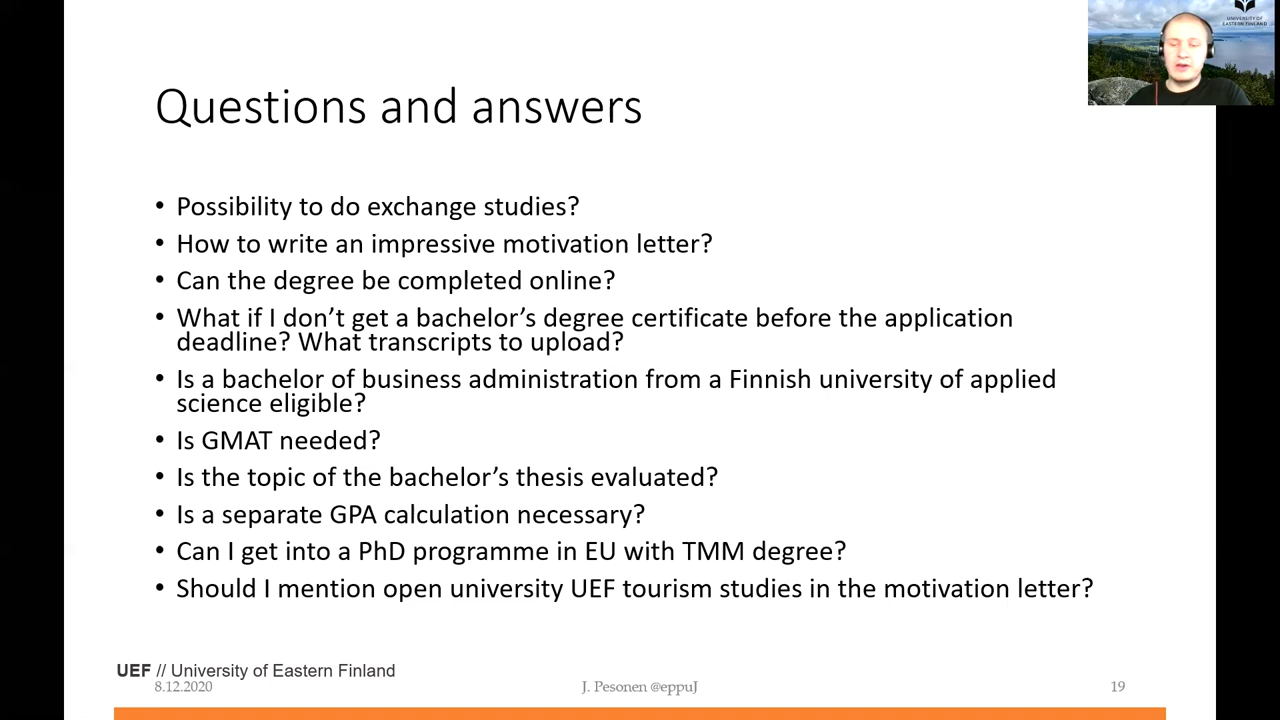 UNIVERSITY OF
EASTERN FINLAND
Questions and answers
• Possibility to do exchange studies?
• How to write an impressive motivation letter?
• Can the degree be completed online?
• What if I don’t get a bachelor’s degree certificate before the application
deadline? What transcripts to upload?
• Is a bachelor of business administration from a Finnish university of applied
science eligible?
• Is GMAT needed?
• Is the topic of the bachelor’s thesis evaluated?
• Is a separate GPA calculation necessary?
• Can I get into a PhD programme in EU with TMM degree?
• Should I mention open university UEF tourism studies in the motivation letter?
UEF // University of Eastern Finland
8.12.2020
J. Pesonen @eppuJ
19